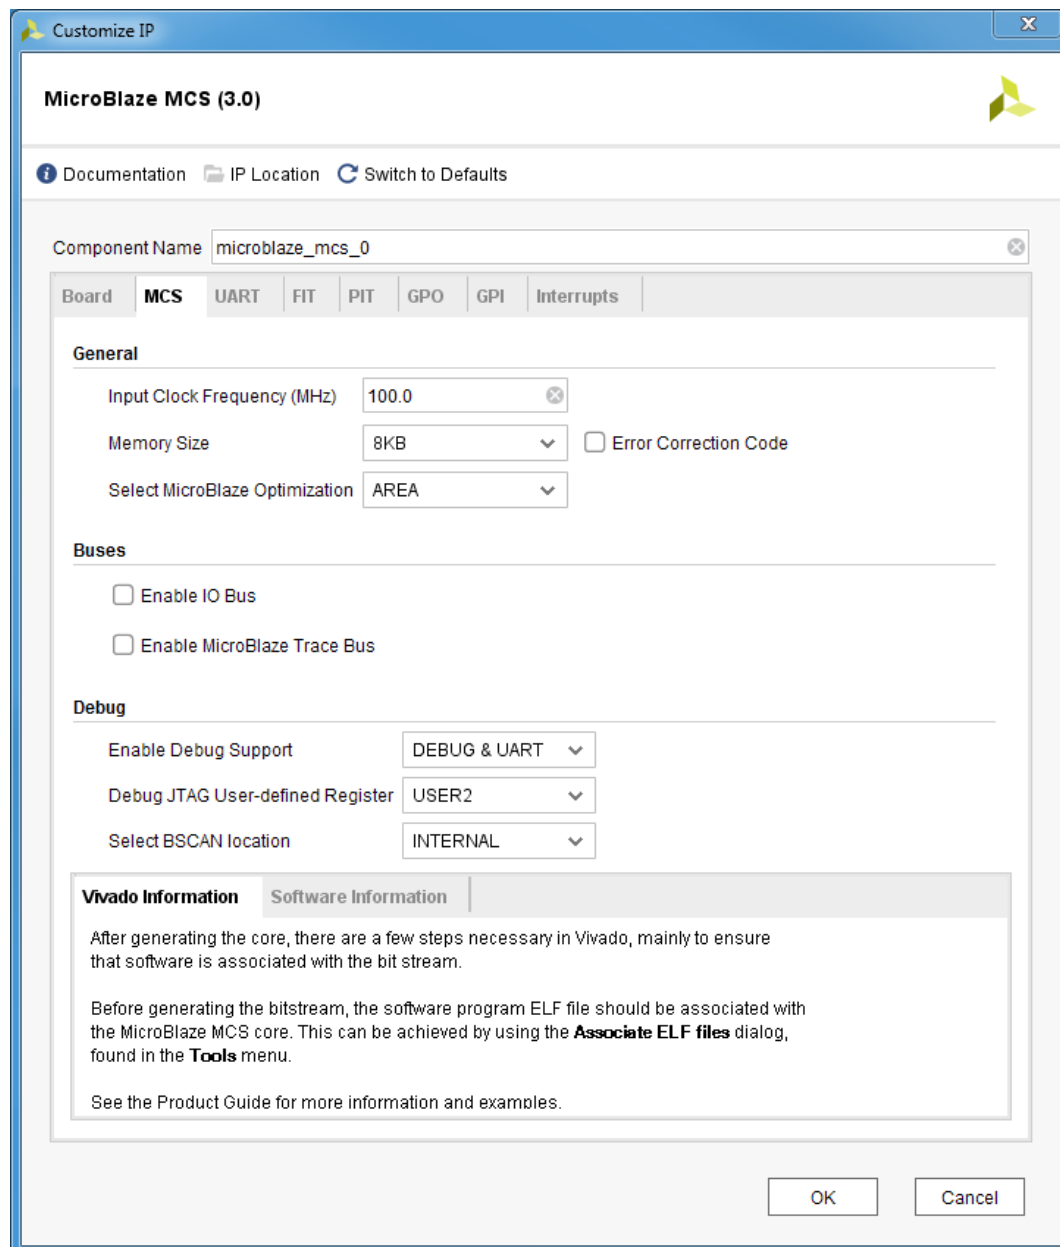 Customize IP
MicroBlaze MCS (3.0)
Documentation IP Location Switch to Defaults
Component Name microblaze_mcs_0
Board MCS UART FIT PIT GPO GPI Interrupts
General
Input Clock Frequency (MHz) 100.0
Memory Size 8KB Error Correction Code
Select MicroBlaze Optimization AREA
Buses
Enable IO Bus
Enable MicroBlaze Trace Bus
Debug
Enable Debug Support DEBUG & UART
Debug JTAG User-defined Register USER2
Select BSCAN location INTERNAL
Vivado Information Software Information
After generating the core, there are a few steps necessary in Vivado, mainly to ensure
that software is associated with the bit stream.
Before generating the bitstream, the software program ELF file should be associated with
the MicroBlaze MCS core. This can be achieved by using the Associate ELF files dialog,
found in the Tools menu.
See the Product Guide for more information and examples.
OK Cancel